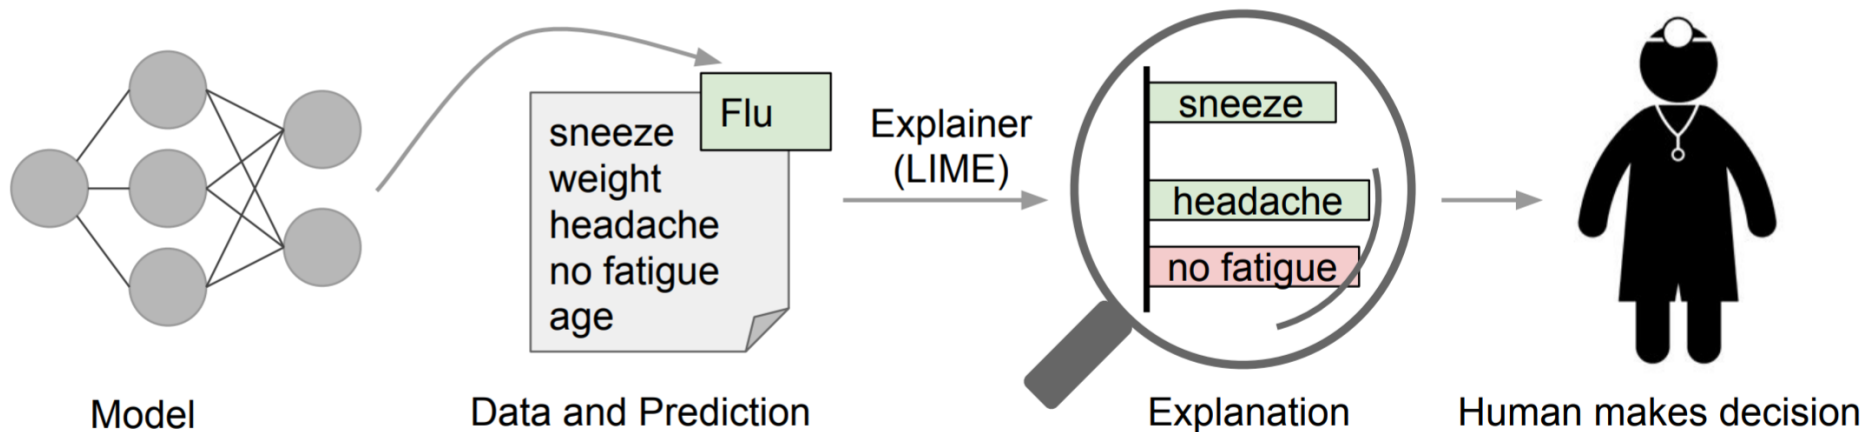 Flu
sneeze
weight
headache
no fatigue
age
Explainer
(LIME)
sneeze
headache
no fatigue
Model
Data and Prediction
Explanation
Human makes decision